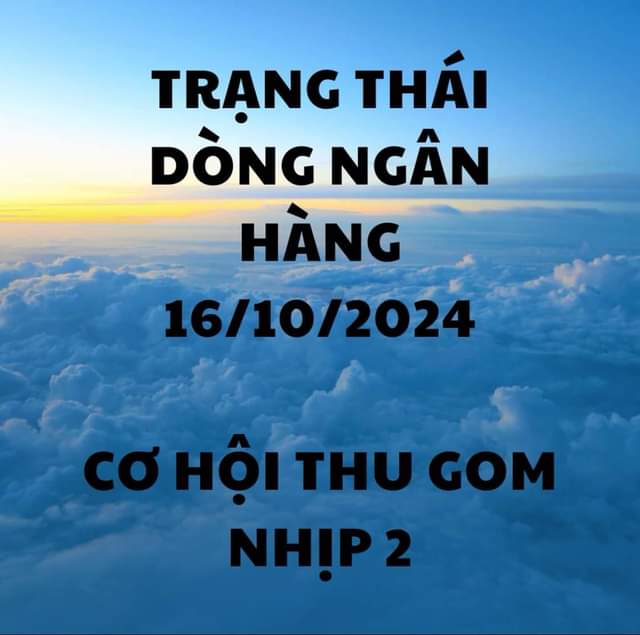 TRẠNG THÁI
DÒNG NGÂN
HÀNG
16/10/2024
CƠ HỘI THU GOM
NHỊP 2